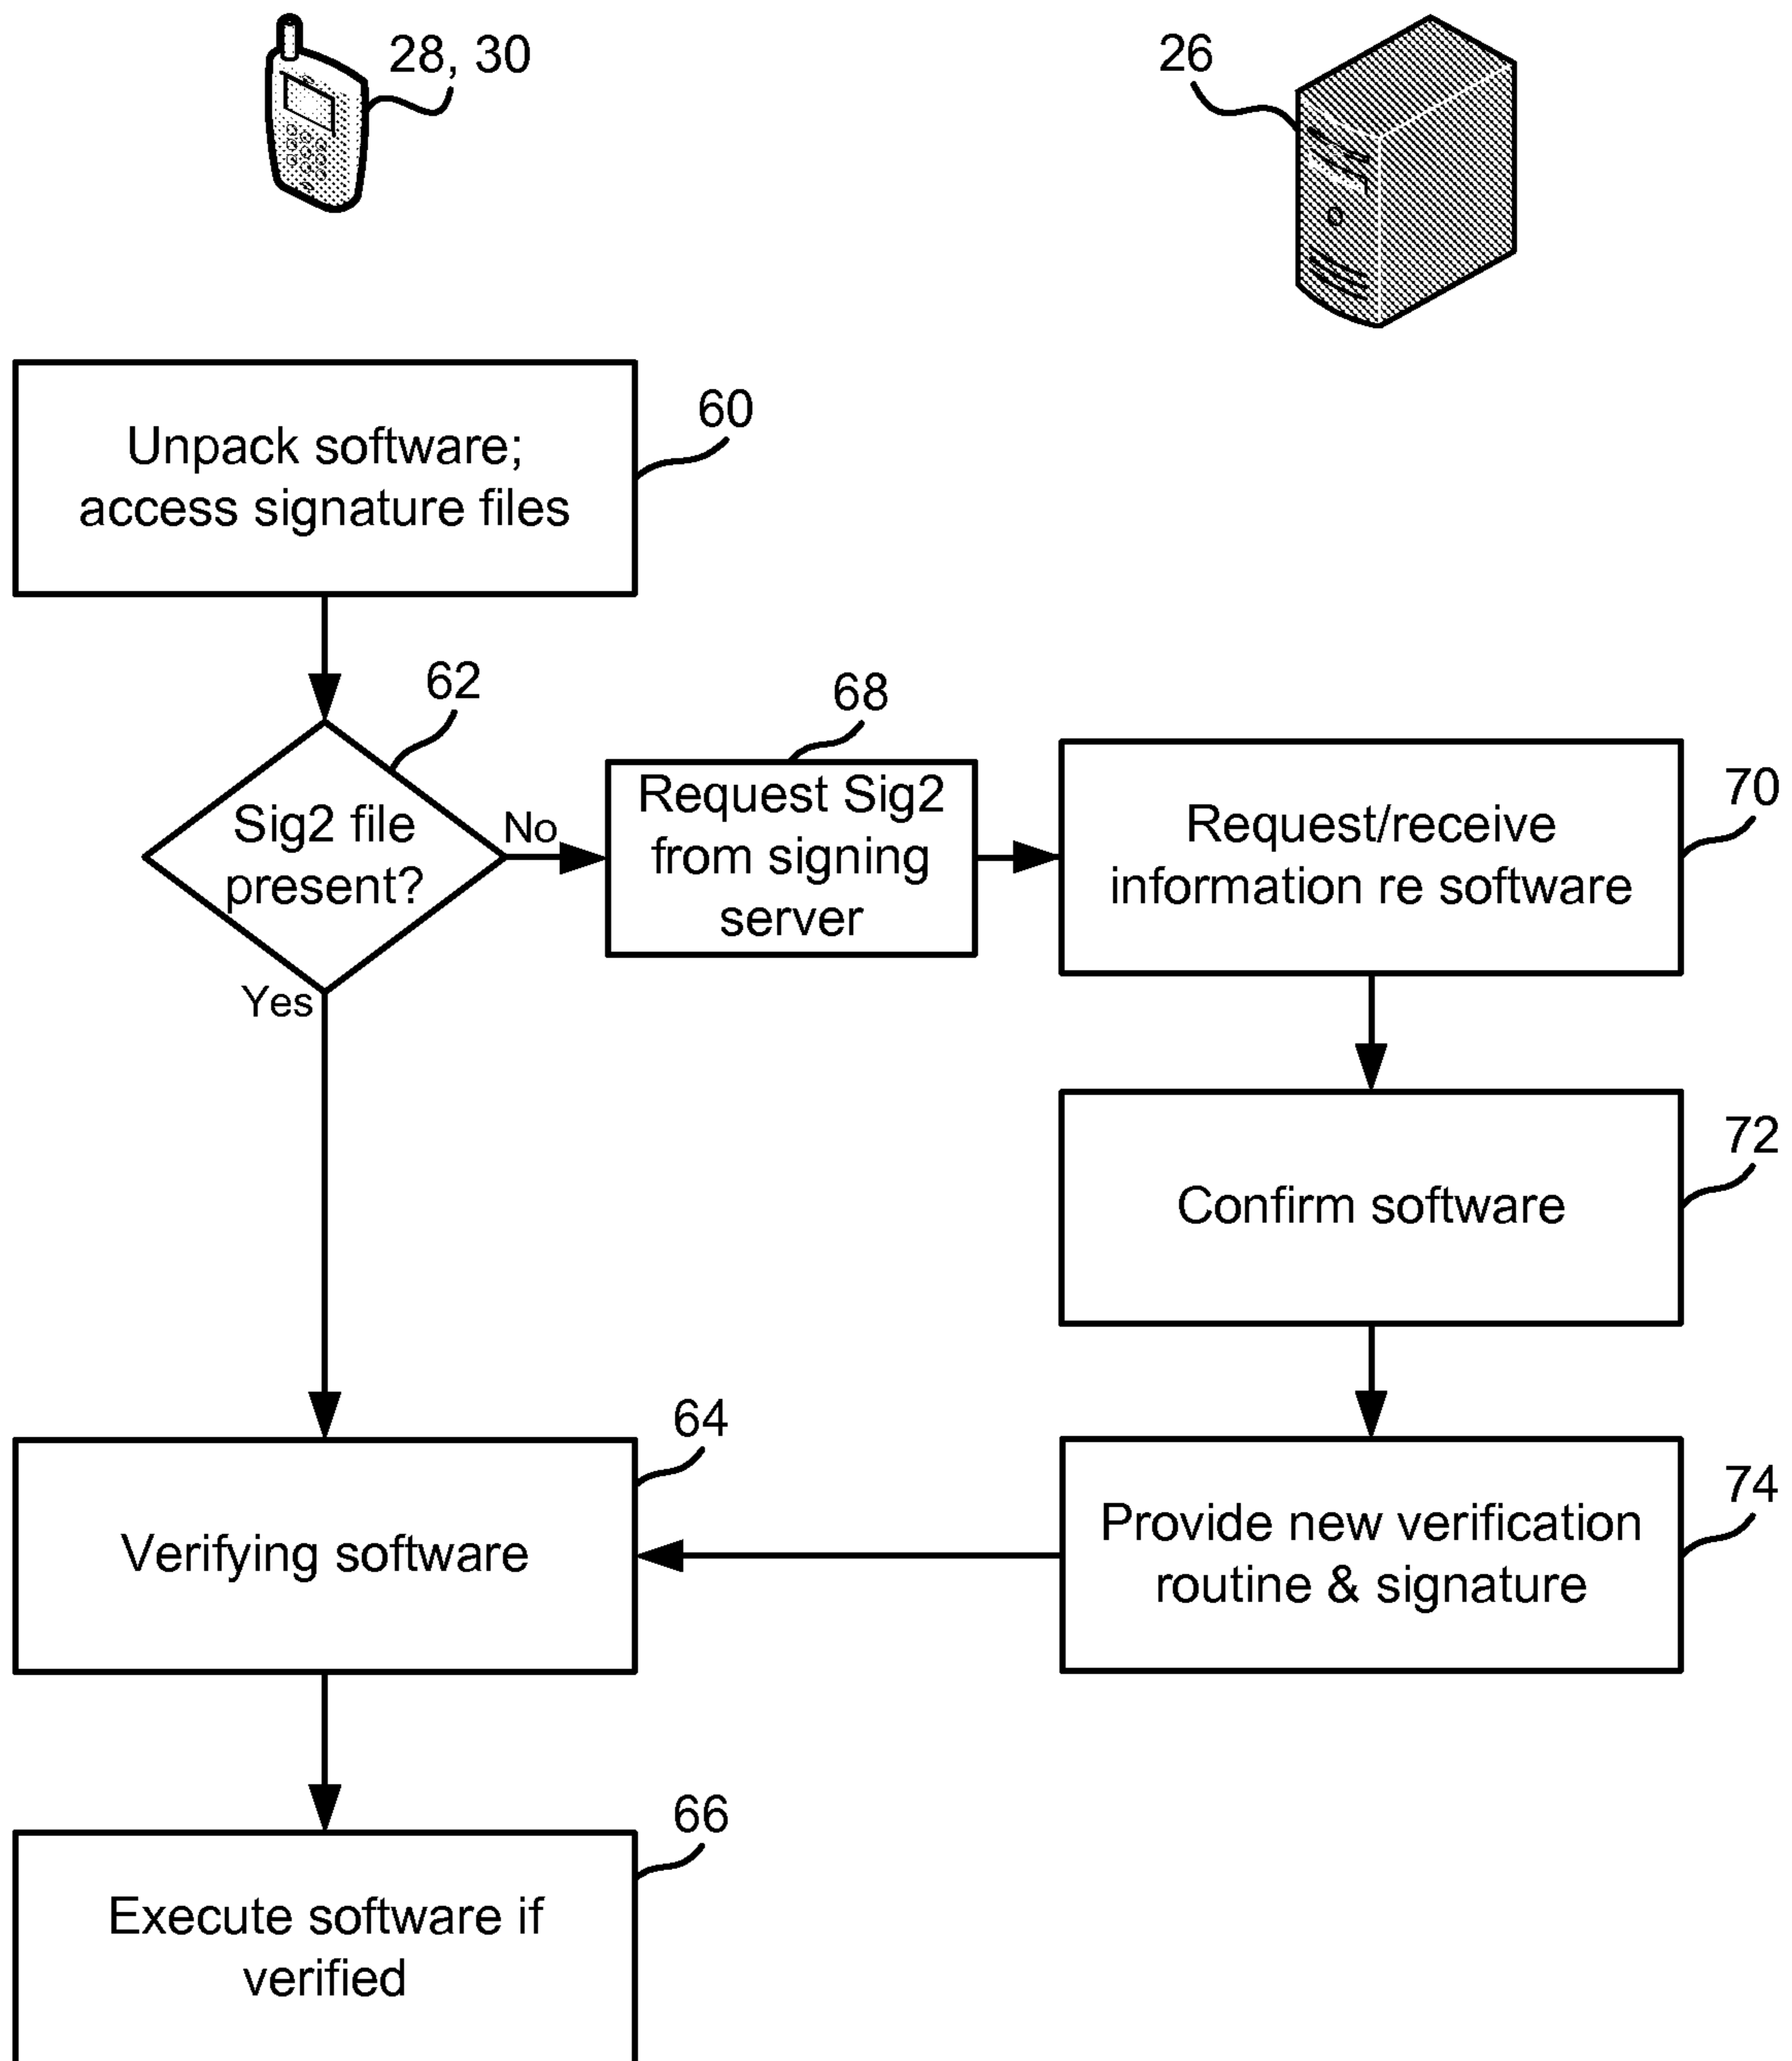 28, 30
26
Unpack software;
access signature files
60
62
Sig2 file
present?
No
Yes
68
Request Sig2
from signing
server
70
Request/receive
information re software
72
Confirm software
74
Provide new verification
routine & signature
64
Verifying software
66
Execute software if
verified